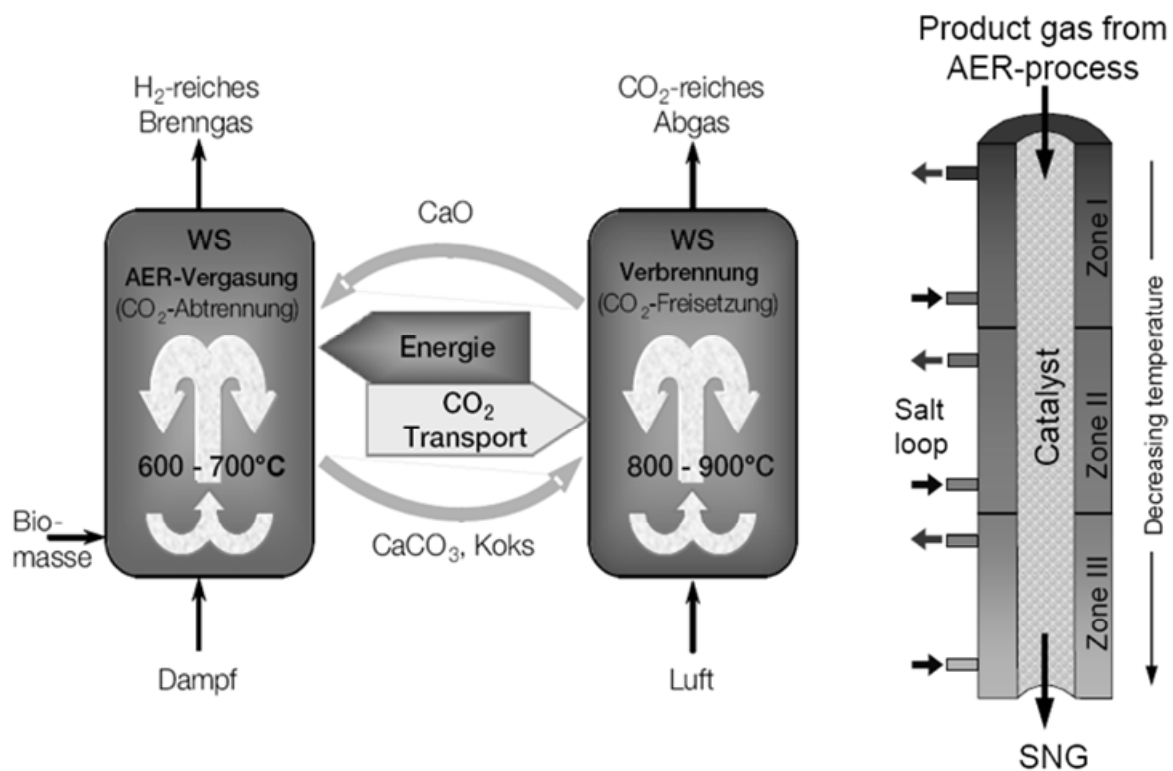 H₂-reiches
Brenngas
WS
AER-Vergasung
(CO₂-Abtrennung)
600 - 700°C
Bio-
masse
Dampf
CaO
Energie
CO₂
Transport
CaCO₃, Koks
CO₂-reiches
Abgas
WS
Verbrennung
(CO₂-Freisetzung)
800 - 900°C
Luft
Product gas from
AER-process
Zone I
Zone II
Zone III
Catalyst
Salt
loop
Decreasing temperature
SNG